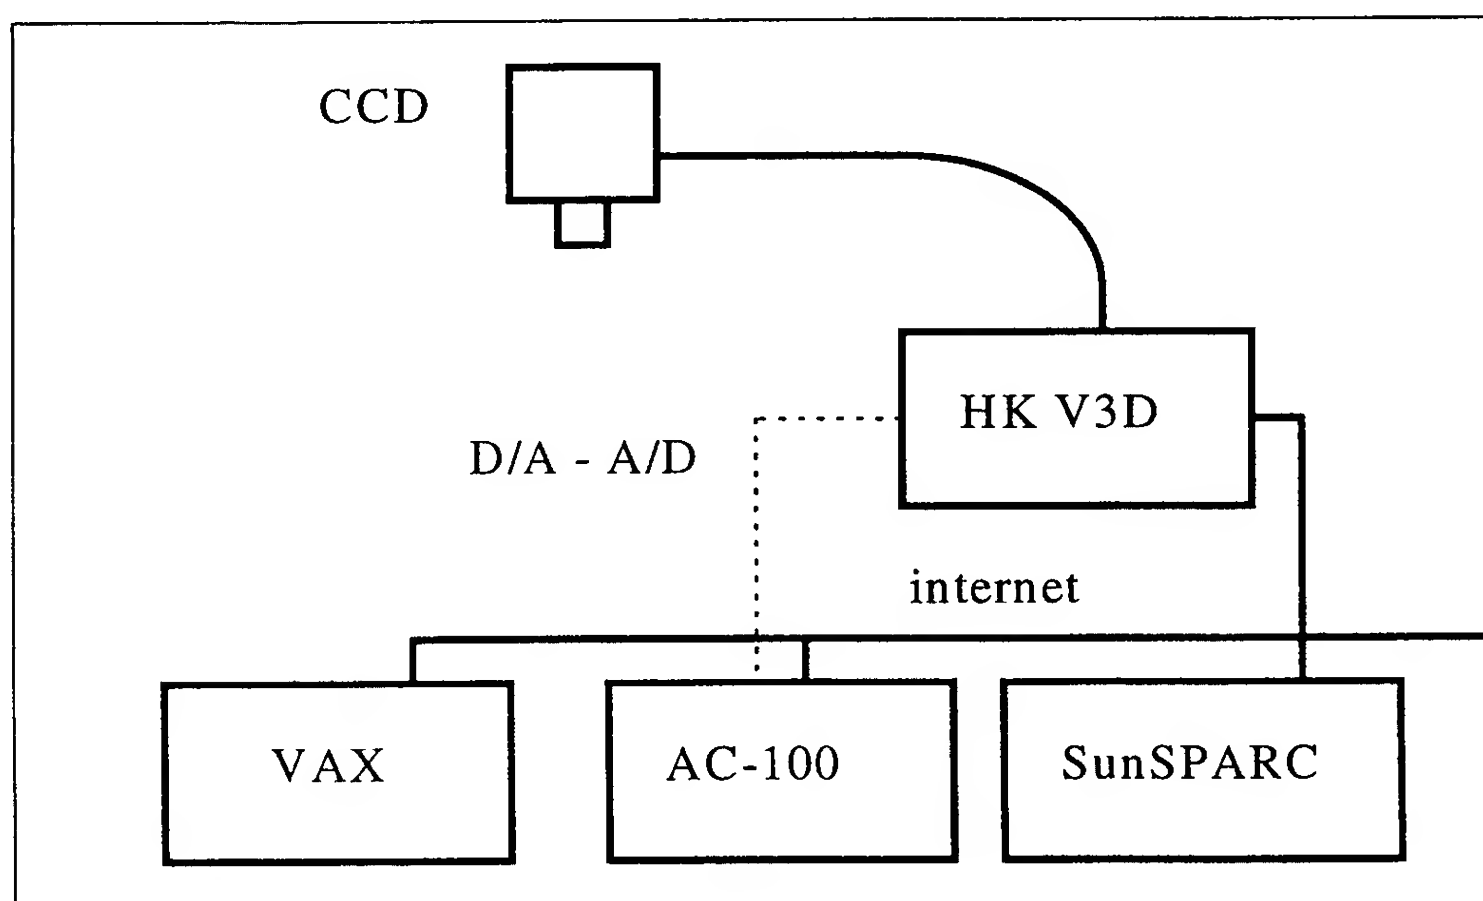 CCD
HK V3D
D/A - A/D
internet
VAX
AC-100
SunSPARC